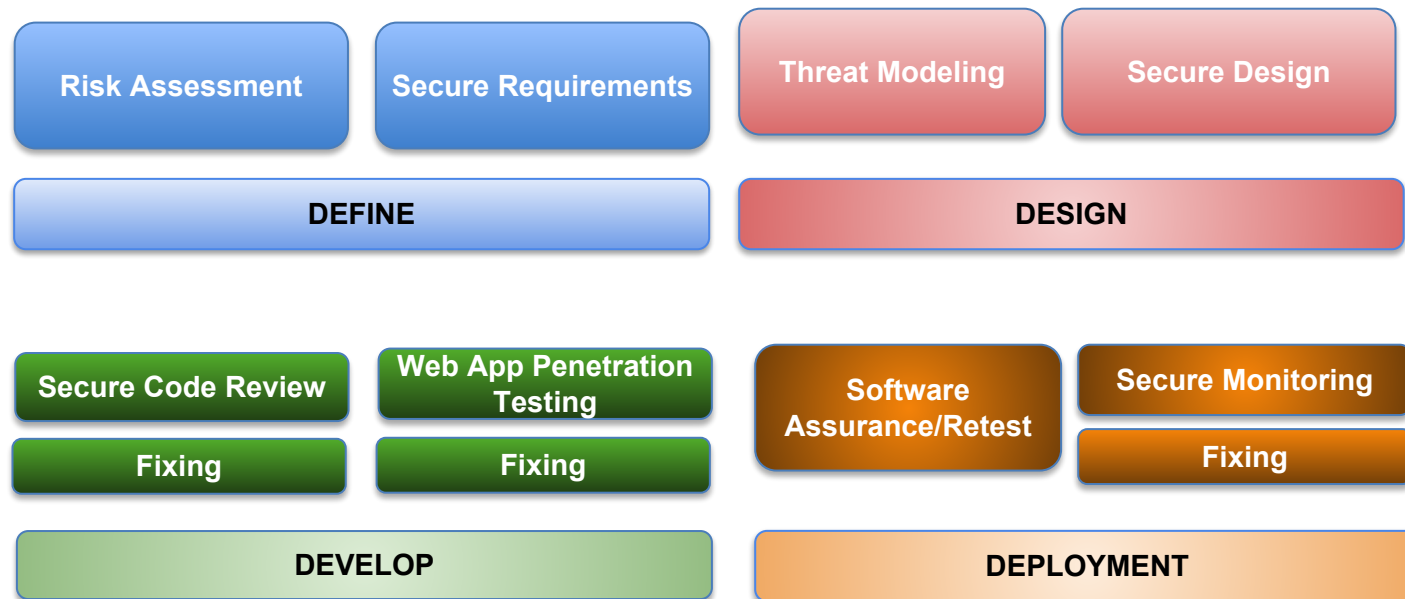 Risk Assessment
Secure Requirements
DEFINE
Threat Modeling
Secure Design
DESIGN
Secure Code Review
Fixing
Web App Penetration
Testing
Fixing
DEVELOP
Software
Assurance/Retest
Secure Monitoring
Fixing
DEPLOYMENT